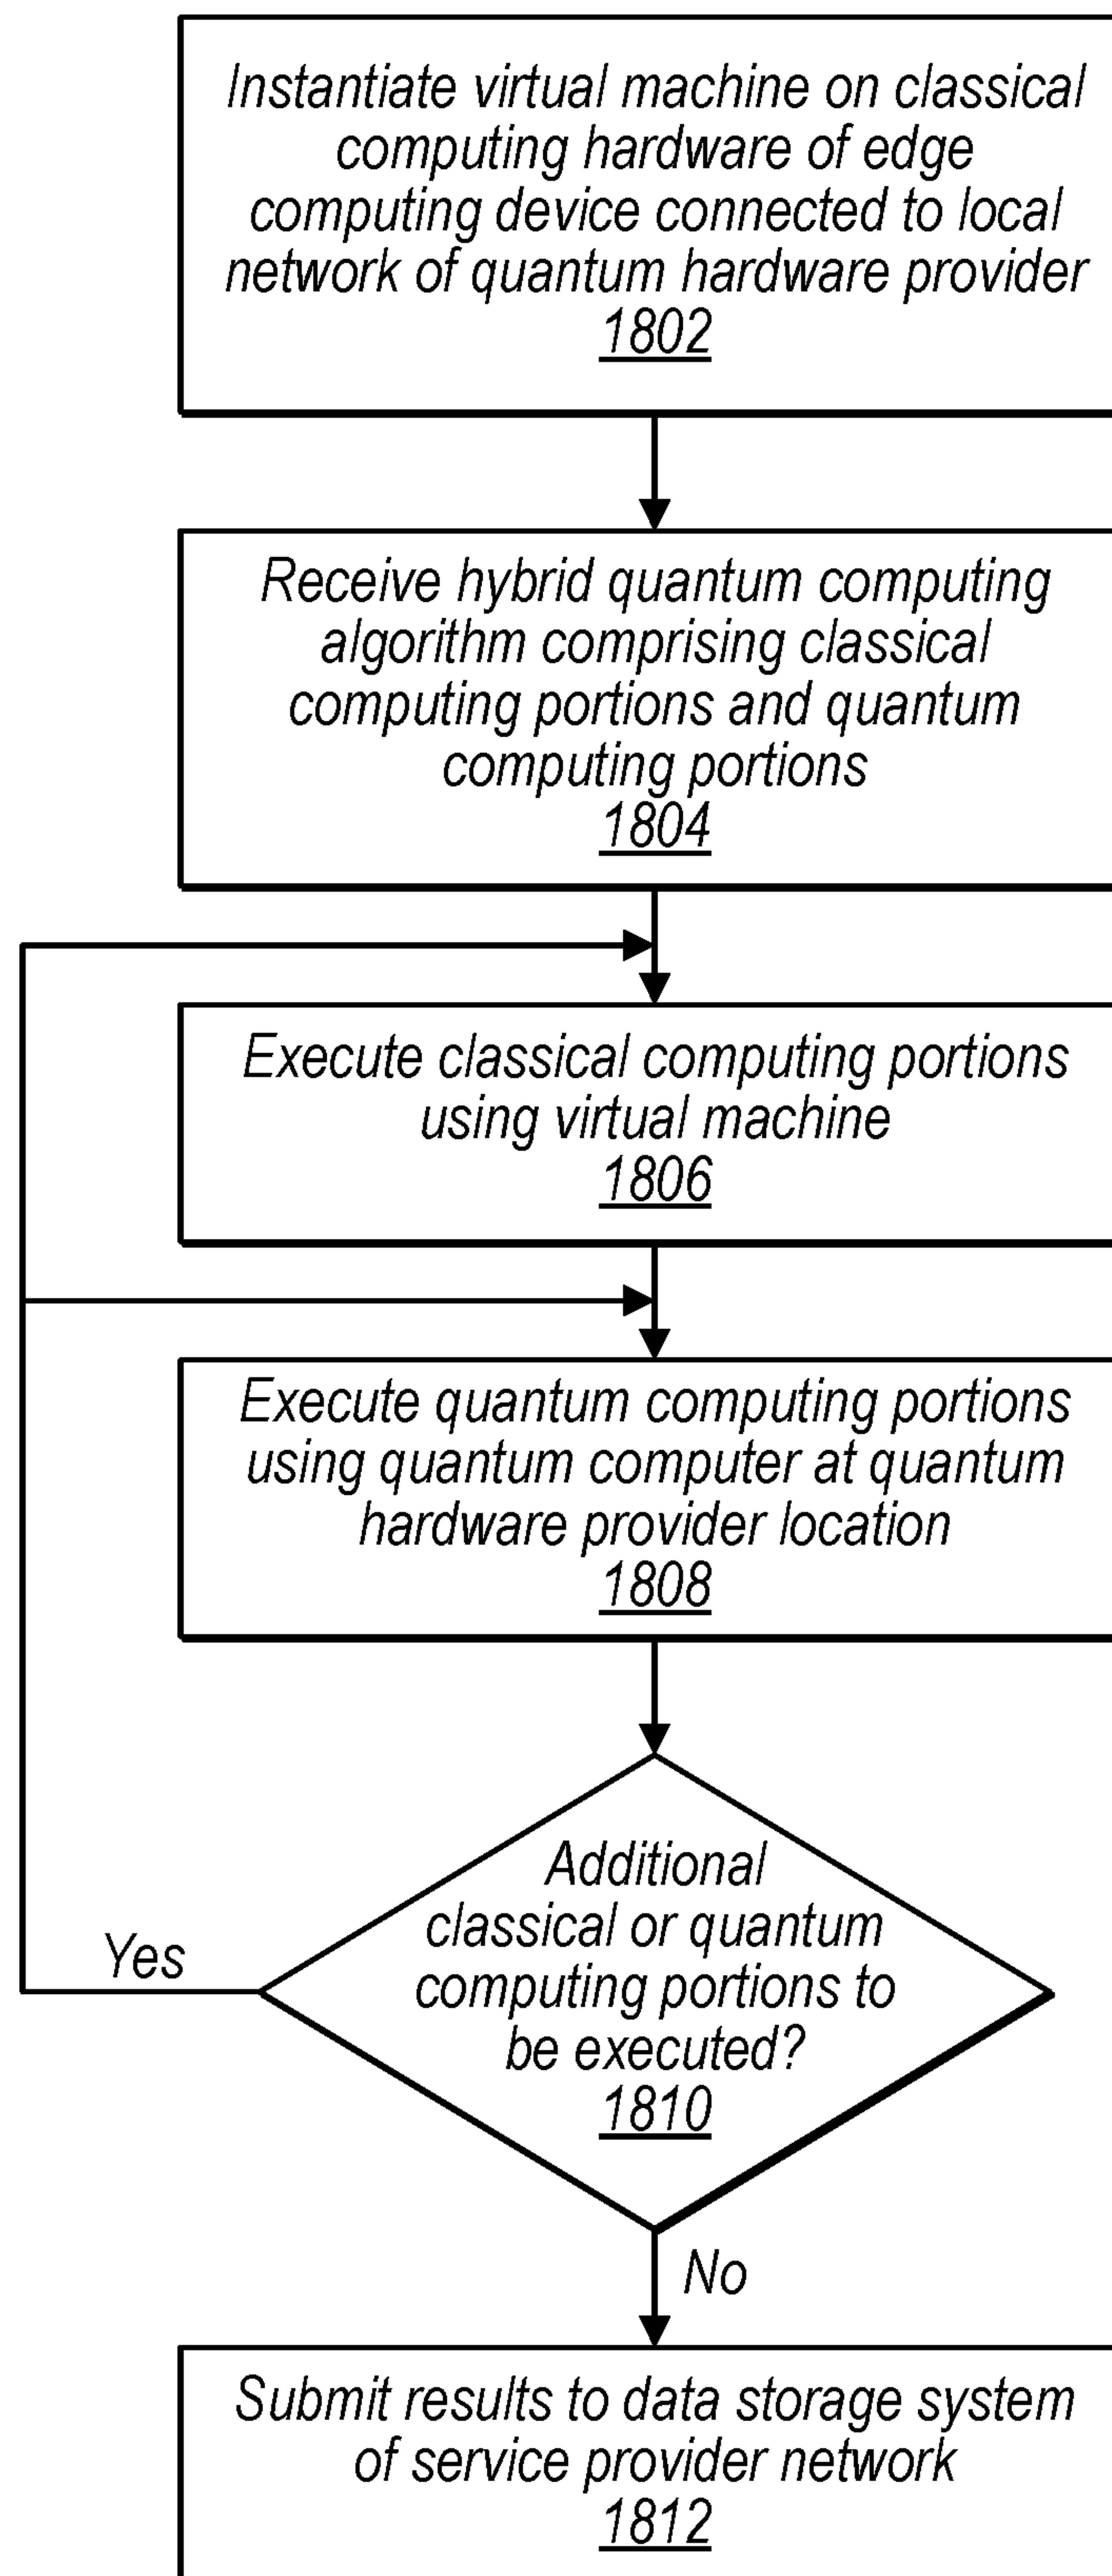 Instantiate virtual machine on classical
computing hardware of edge
computing device connected to local
network of quantum hardware provider
1802
Receive hybrid quantum computing
algorithm comprising classical
computing portions and quantum
computing portions
1804
Execute classical computing portions
using virtual machine
1806
Execute quantum computing portions
using quantum computer at quantum
hardware provider location
1808
Additional
classical or quantum
computing portions to
be executed?
1810
Yes
No
Submit results to data storage system
of service provider network
1812